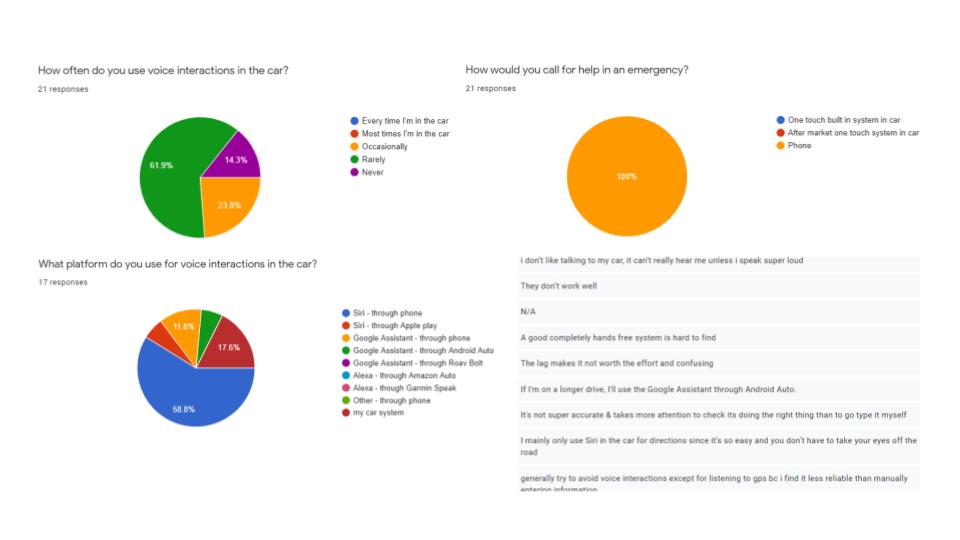 How often do you use voice interactions in the car?
21 responses
Every time I'm in the car
Most times I'm in the car
Occasionally
Rarely
Never
61.9%
14.3%
23.8%
How would you call for help in an emergency?
21 responses
One touch built in system in car
After market one touch system in car
Phone
100%
What platform do you use for voice interactions in the car?
17 responses
Siri - through phone
Siri - through Apple play
Google Assistant - through phone
Google Assistant - through Android Auto
Google Assistant - through Roav Bolt
Alexa - through Amazon Auto
Alexa - though Garmin Speak
Other - through phone
my car system
11.8%
17.6%
58.8%
i don't like talking to my car, it can't really hear me unless i speak super loud
They don't work well
N/A
A good completely hands free system is hard to find
The lag makes it not worth the effort and confusing
If I'm on a longer drive, I'll use the Google Assistant through Android Auto.
It's not super accurate & takes more attention to check its doing the right thing than to go type it myself
I mainly only use Siri in the car for directions since it's so easy and you don't have to take your eyes off the
road
generally try to avoid voice interactions except for listening to gps bc i find it less reliable than manually
entering information